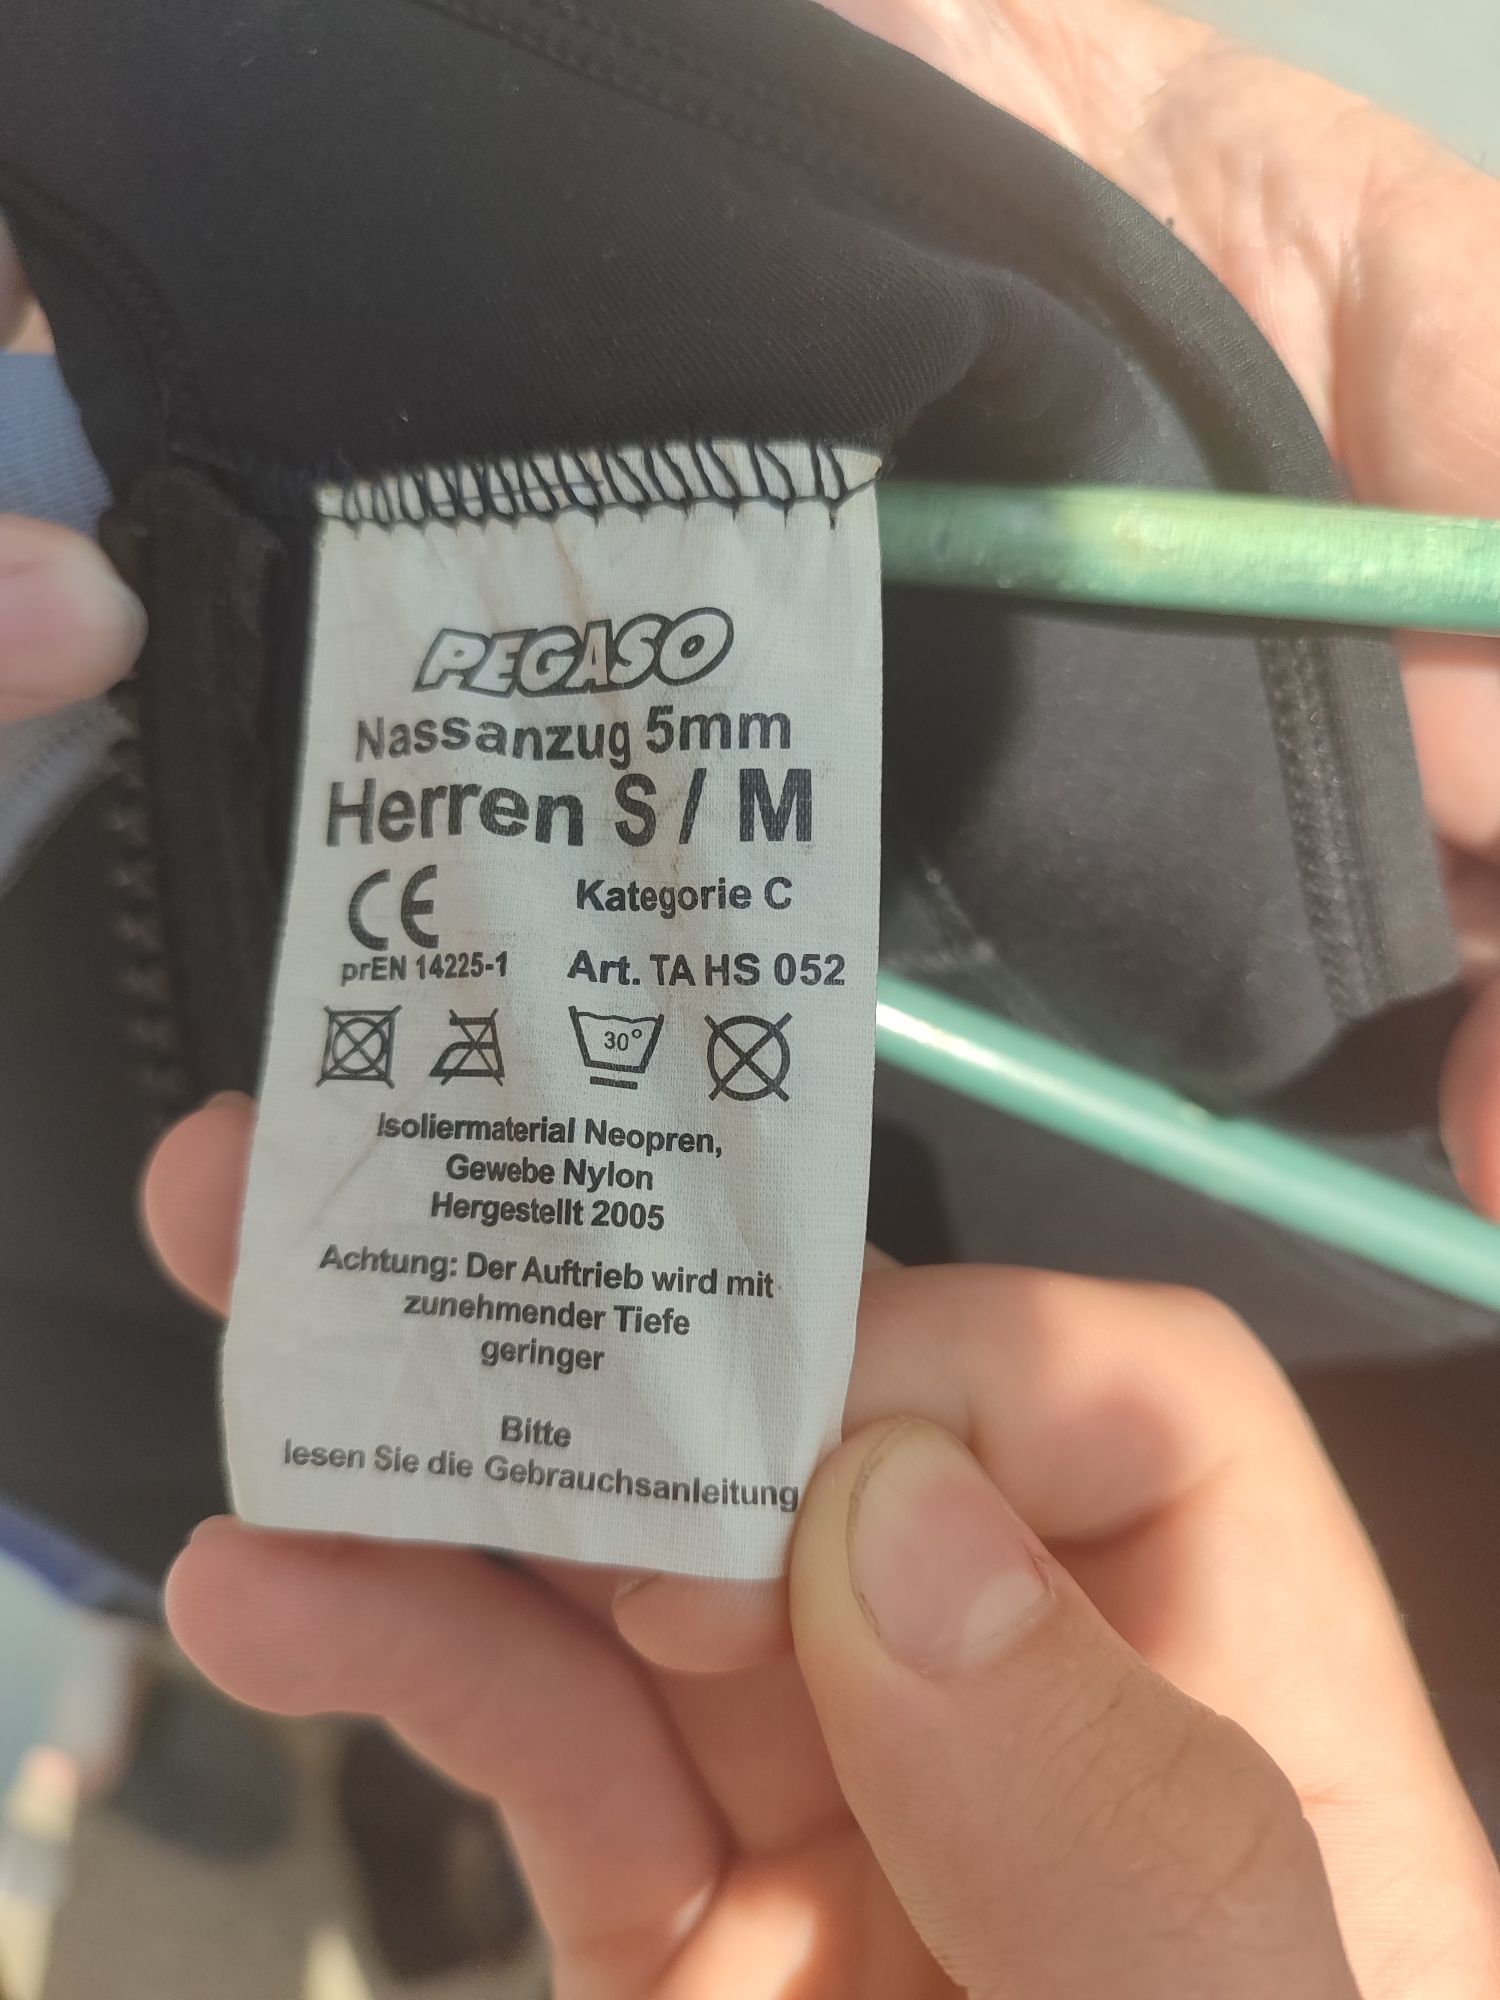 PEGASO
Nassanzug 5mm
Herren S / M
CE Kategorie C
prEN 14225-1 Art. TA HS 052
30°
Isoliermaterial Neopren,
Gewebe Nylon
Hergestellt 2005
Achtung: Der Auftrieb wird mit
zunehmender Tiefe
geringer
Bitte
lesen Sie die Gebrauchsanleitung